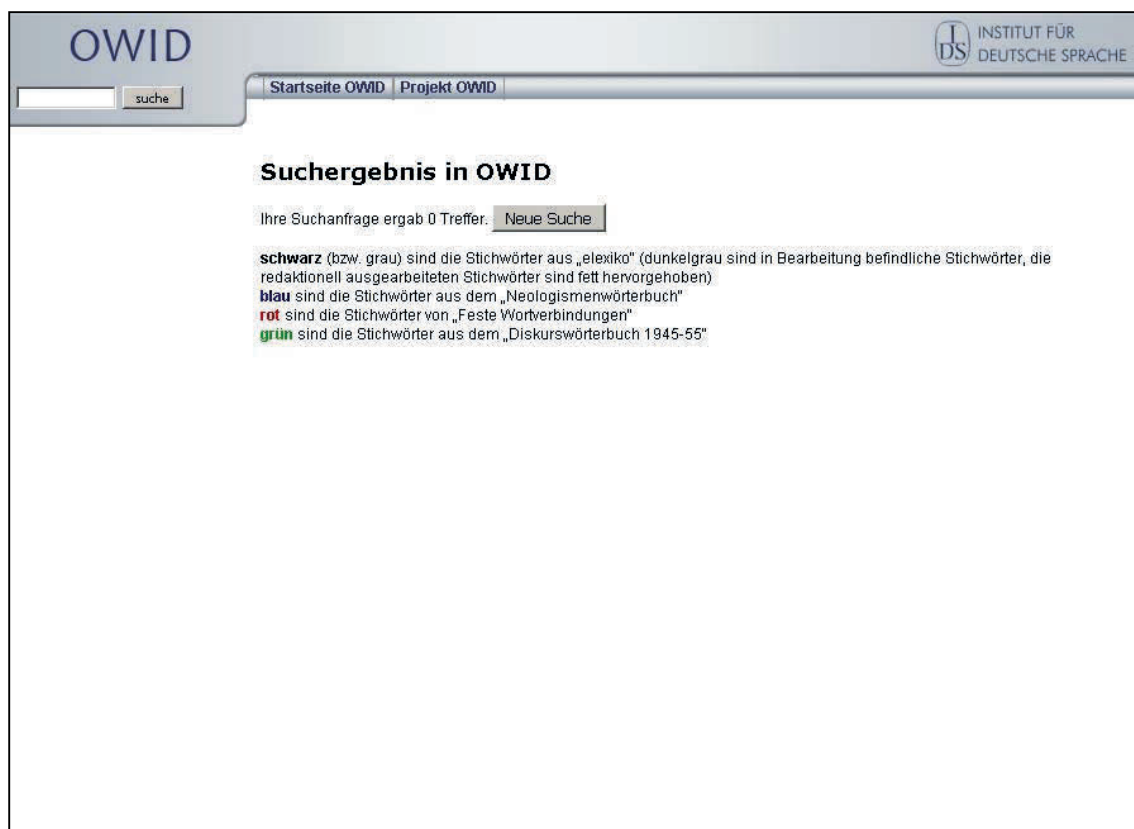 OWID
IDS INSTITUT FÜR
DEUTSCHE SPRACHE
suche
Startseite OWID | Projekt OWID
Suchergebnis in OWID
Ihre Suchanfrage ergab 0 Treffer. Neue Suche
schwarz (bzw. grau) sind die Stichwörter aus „elexiko" (dunkelgrau sind in Bearbeitung befindliche Stichwörter, die
redaktionell ausgearbeiteten Stichwörter sind fett hervorgehoben)
blau sind die Stichwörter aus dem „Neologismenwörterbuch"
rot sind die Stichwörter von „Feste Wortverbindungen"
grün sind die Stichwörter aus dem „Diskurswörterbuch 1945-55"